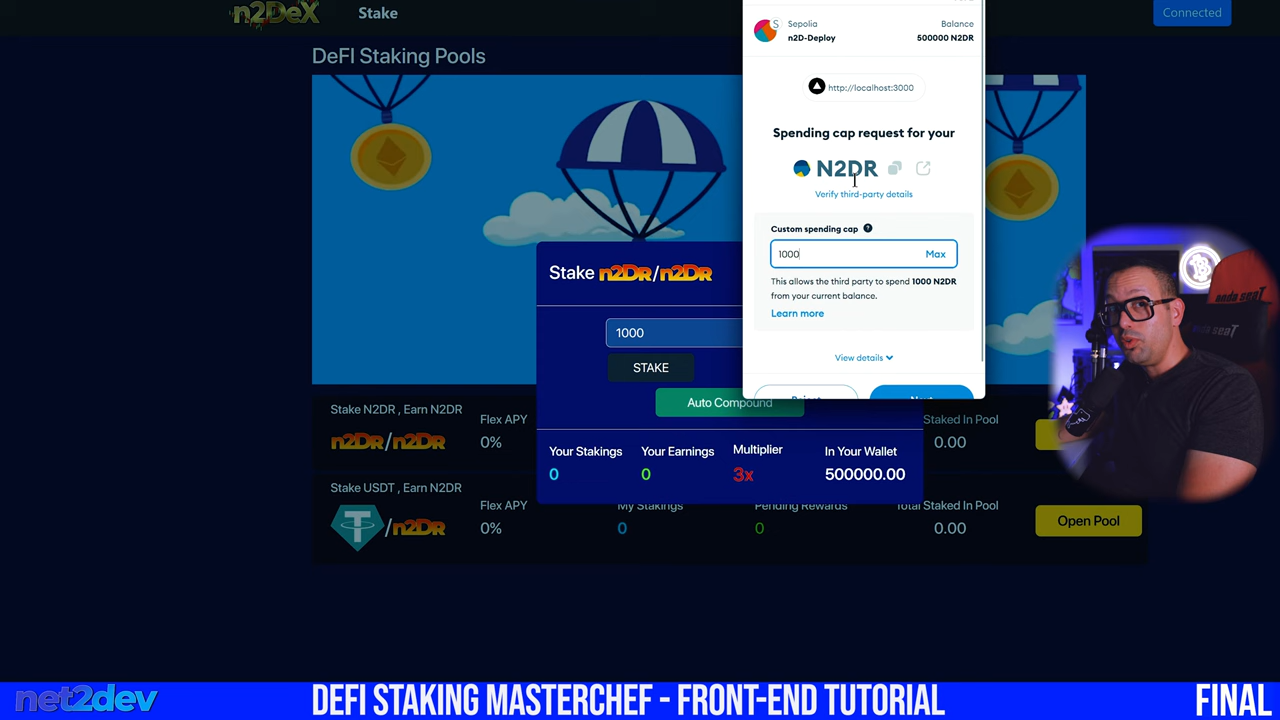 n2DeX
Stake
Connected
DeFI Staking Pools
Sepolia
n2D-Deploy
Balance
500000 N2DR
http://localhost:3000
Spending cap request for your
N2DR
Verify third-party details
Custom spending cap
1000
Max
This allows the third party to spend 1000 N2DR
from your current balance.
Learn more
View details
Reject
Next
Stake n2DR/n2DR
1000
STAKE
Auto Compound
Your Stakings
Your Earnings
Multiplier
In Your Wallet
0
0
3x
500000.00
Stake N2DR , Earn N2DR
n2DR/n2DR
Flex APY
0%
Staked In Pool
0.00
Stake USDT , Earn N2DR
/n2DR
Flex APY
0%
My Stakings
0
Pending Rewards
0
Total Staked In Pool
0.00
Open Pool
anda seaT
net2dev
DEFI STAKING MASTERCHEF - FRONT-END TUTORIAL
FINAL